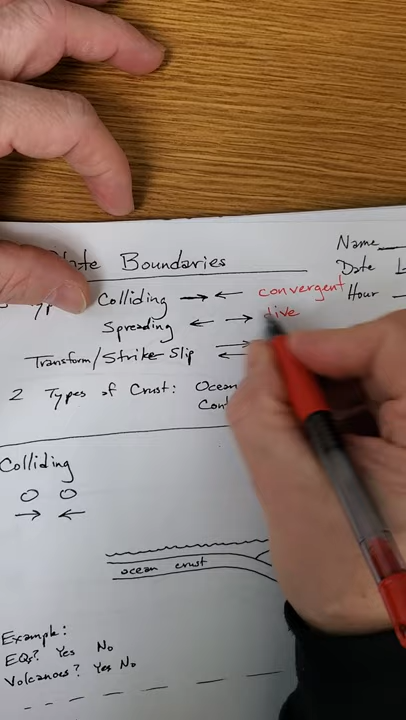 Plate Boundaries
Name
Date
Hour
Colliding → ← convergent
Spreading ← → dive
Transform/Strike-Slip
2 Types of Crust: Ocean
Cont
Colliding
ocean crust
Example:
EQs? Yes No
Volcanoes? Yes No